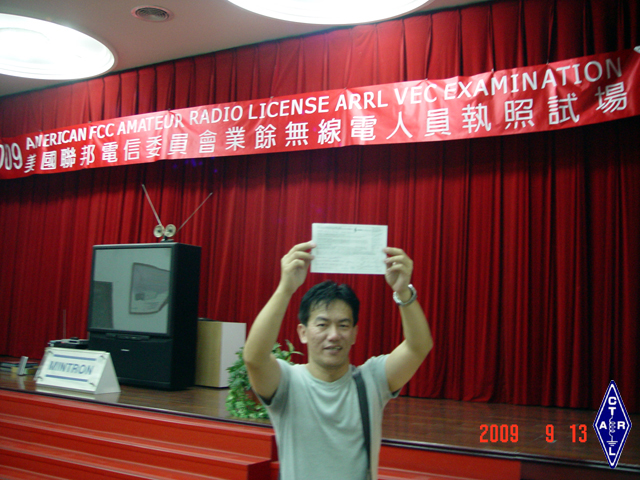 2009 AMERICAN FCC AMATEUR RADIO LICENSE ARRL VEC EXAMINATION
美國聯邦電信委員會業餘無線電人員執照試場
MINTRON
2009 9 13
C
T
A R
L